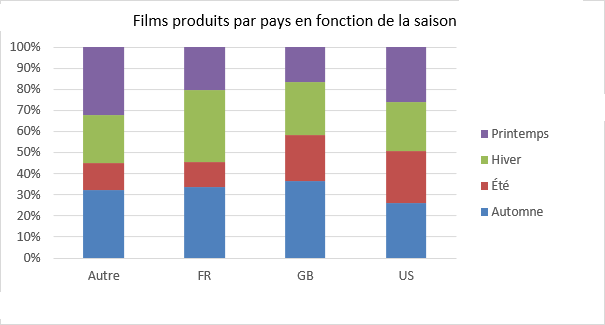 Films produits par pays en fonction de la saison
100%
90%
80%
70%
60%
50%
40%
30%
20%
10%
0%
Autre FR GB US
Printemps
Hiver
Été
Automne